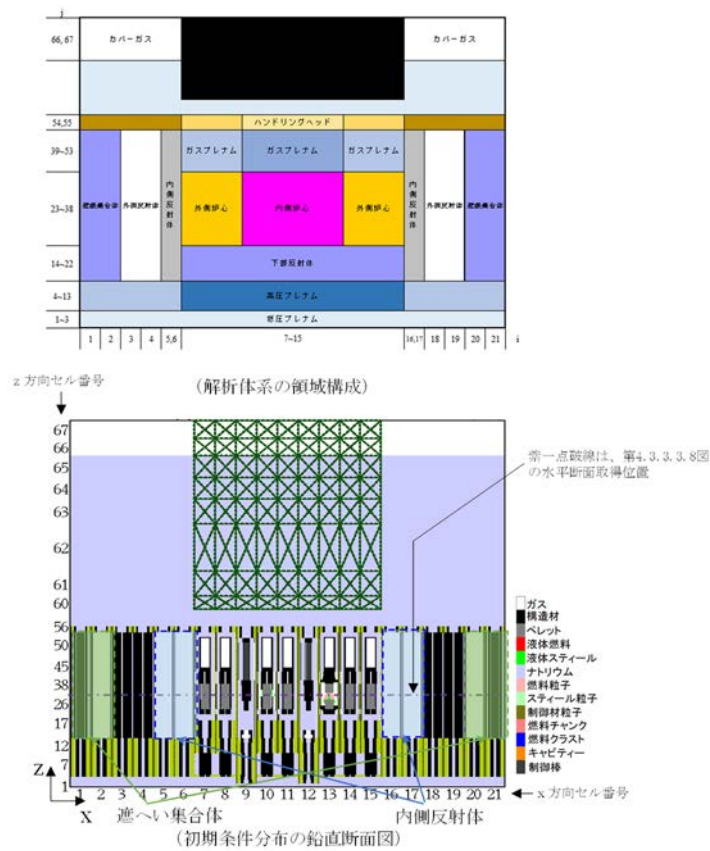 j
66, 67
カバーガス
カバーガス
54,55
ハンドリングヘッド
39~53
ガスプレナム
ガスプレナム
ガスプレナム
23~38
遮蔽集合体
外側反射体
内側反射体
外側炉心
内側炉心
外側炉心
内側反射体
外側反射体
遮蔽集合体
14~22
下部反射体
4~13
高圧プレナム
1~3
低圧プレナム
1 2 3 4 5,6 7~15 16,17 18 19 20 21 i
(解析体系の領域構成)
z方向セル番号
67
66
65
64
63
62
61
60
56
50
45
38
26
17
12
7
1
Z
X
1 2 3 4 5 6 7 8 9 10 11 12 13 14 15 16 17 18 19 20 21
x方向セル番号
紫一点破線は、第4.3.3.3.8図
の水平断面取得位置
ガス
構造材
ペレット
液体燃料
液体スティール
ナトリウム
燃料粒子
スティール粒子
制御材粒子
燃料チャンク
燃料クラスト
キャビティー
制御棒
遮へい集合体
内側反射体
(初期条件分布の鉛直断面図)